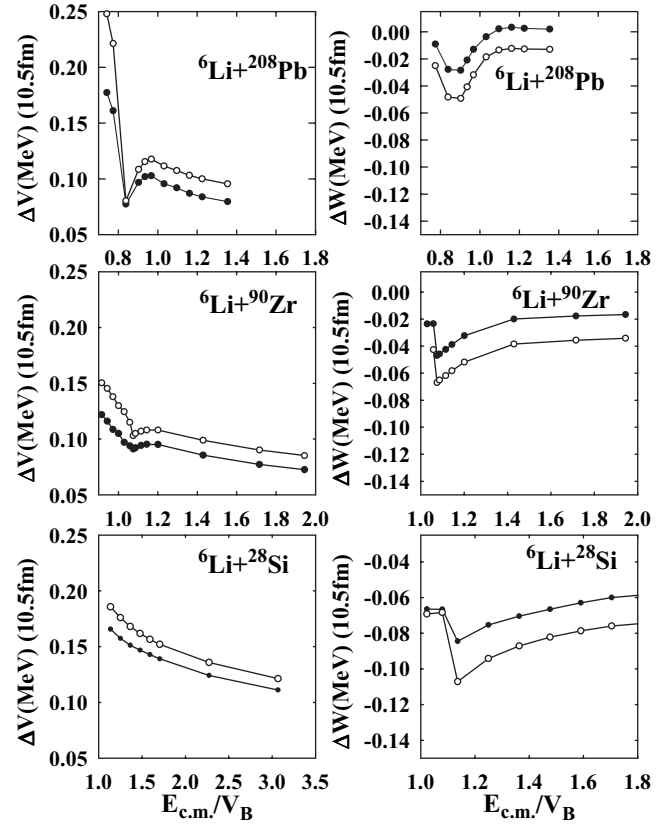 0.25
0.20
0.15
0.10
0.05
ΔV(MeV) (10.5fm)
⁶Li+²⁰⁸Pb
0.8 1.0 1.2 1.4 1.6 1.8
0.00
-0.02
-0.04
-0.06
-0.08
-0.10
-0.12
-0.14
ΔW(MeV) (10.5fm)
⁶Li+²⁰⁸Pb
0.8 1.0 1.2 1.4 1.6 1.8
0.25
0.20
0.15
0.10
0.05
ΔV(MeV) (10.5fm)
⁶Li+⁹⁰Zr
1.0 1.2 1.4 1.6 1.8 2.0
0.00
-0.02
-0.04
-0.06
-0.08
-0.10
-0.12
-0.14
ΔW(MeV) (10.5fm)
⁶Li+⁹⁰Zr
1.0 1.2 1.4 1.6 1.8 2.0
0.25
0.20
0.15
0.10
0.05
ΔV(MeV) (10.5fm)
⁶Li+²⁸Si
1.0 1.5 2.0 2.5 3.0 3.5
E_c.m./V_B
-0.04
-0.06
-0.08
-0.10
-0.12
-0.14
ΔW(MeV) (10.5fm)
⁶Li+²⁸Si
1.0 1.2 1.4 1.6 1.8
E_c.m./V_B